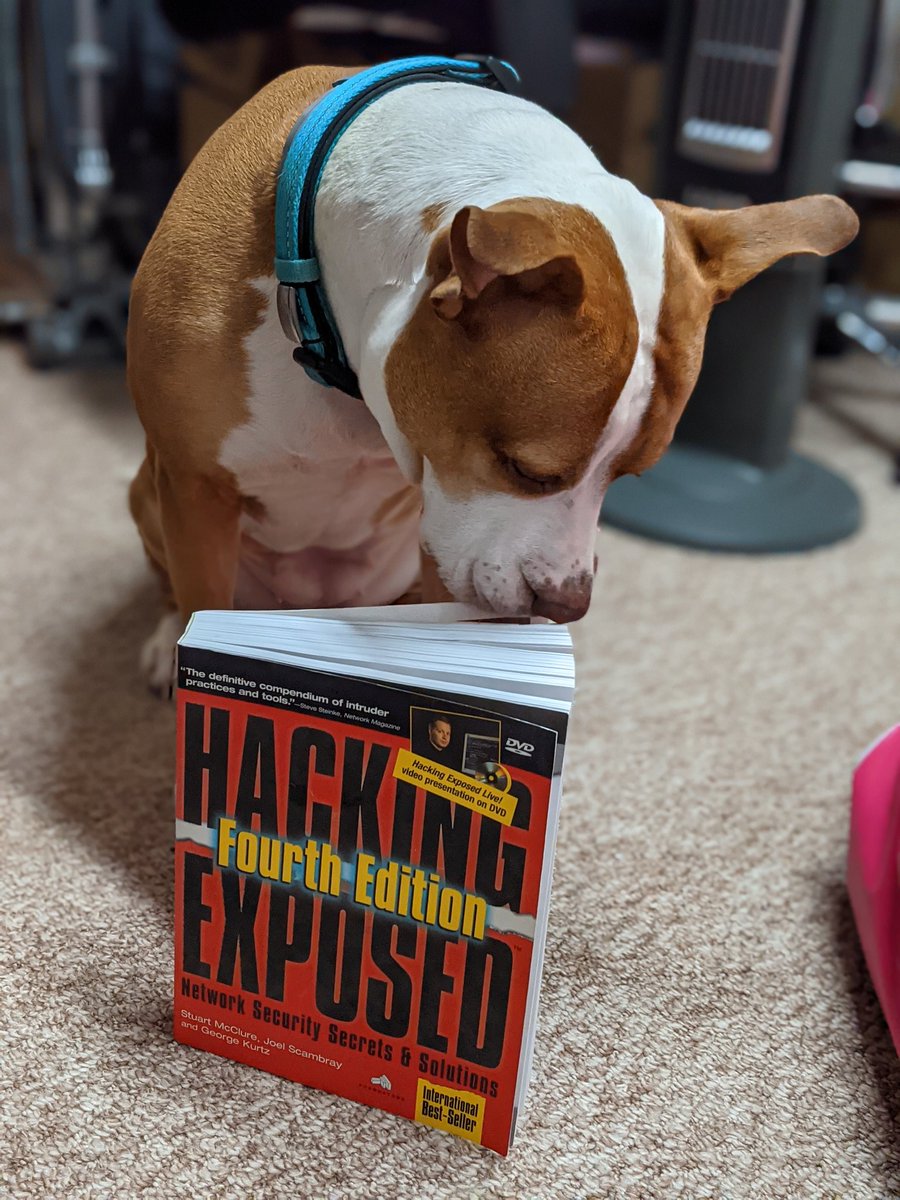 "The definitive compendium of intruder
practices and tools."—Steve Steinke, Network Magazine
DVD
Hacking Exposed Live!
video presentation on DVD
HACKING
Fourth Edition
EXPOSED™
Network Security Secrets & Solutions
Stuart McClure, Joel Scambray
and George Kurtz
International
Best-Seller